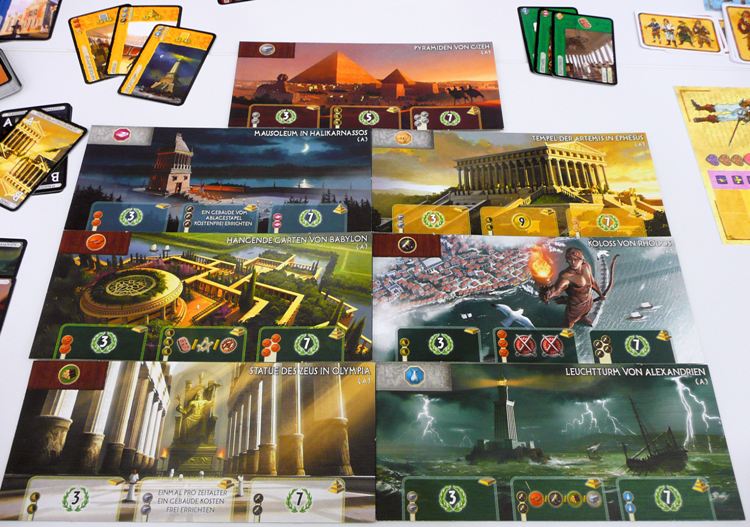 PYRAMIDEN VON GIZEH
(A)
3
5
7
MAUSOLEUM IN HALIKARNASSOS
(A)
3
EIN GEBÄUDE VOM
ABLAGESTAPEL
KOSTENFREI ERRICHTEN
7
TEMPEL DER ARTEMIS IN EPHESUS
(A)
3
9
7
HÄNGENDE GÄRTEN VON BABYLON
(A)
3
7
KOLOSS VON RHODOS
(A)
3
7
STATUE DES ZEUS IN OLYMPIA
(A)
3
EINMAL PRO ZEITALTER
EIN GEBÄUDE KOSTEN
FREI ERRICHTEN
7
LEUCHTTURM VON ALEXANDRIEN
(A)
3
7
A
B